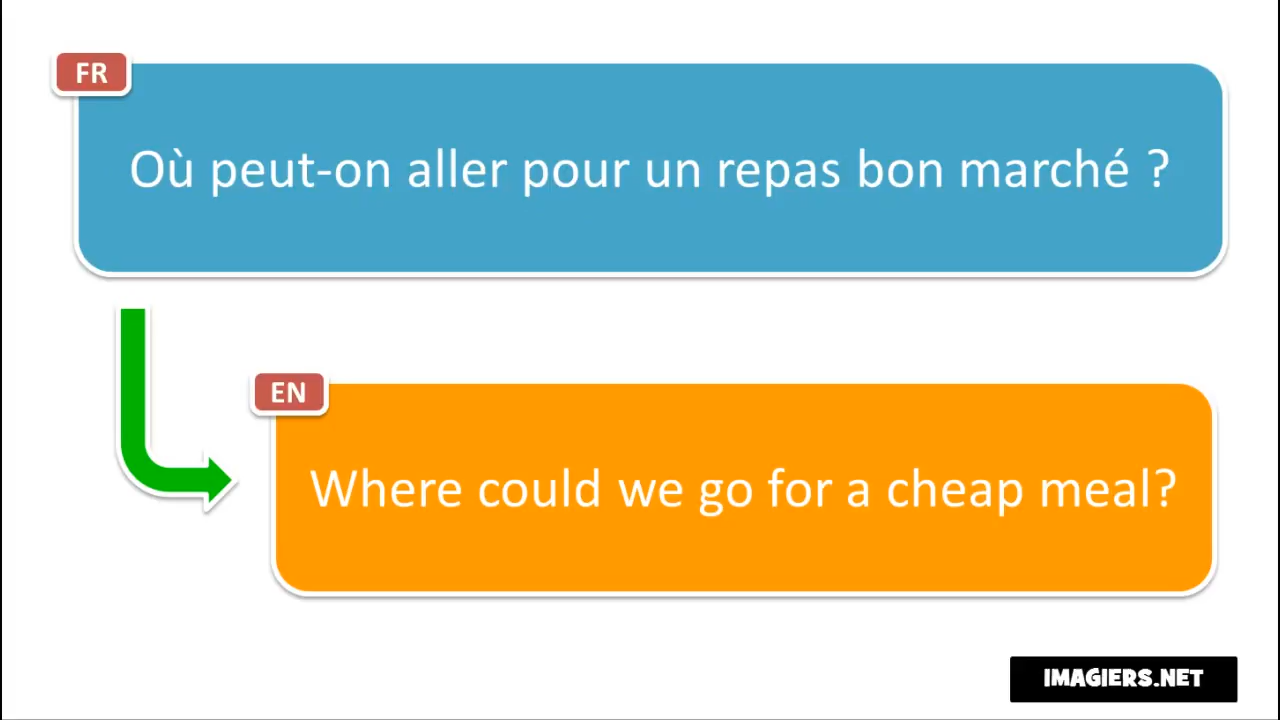 FR
Où peut-on aller pour un repas bon marché ?
EN
Where could we go for a cheap meal?
IMAGIERS.NET